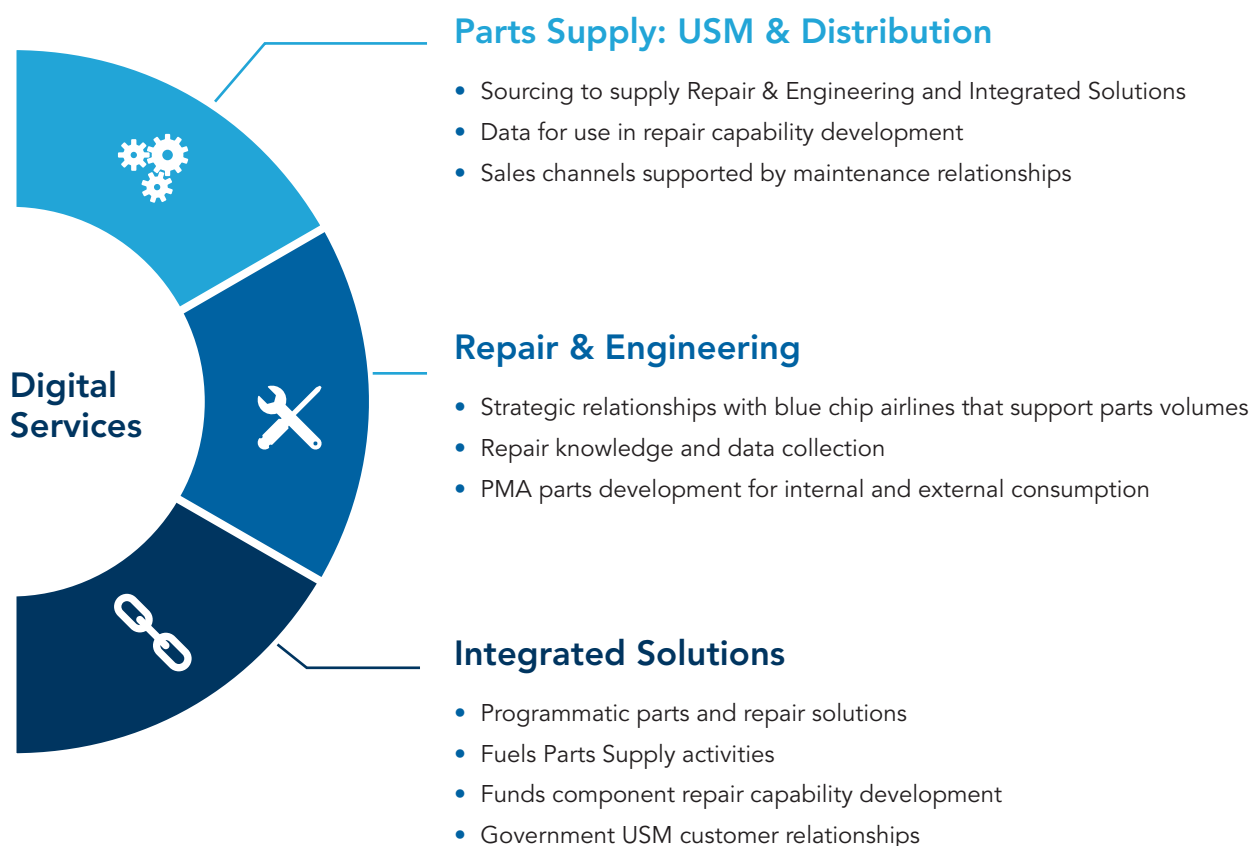 Parts Supply: USM & Distribution
• Sourcing to supply Repair & Engineering and Integrated Solutions
• Data for use in repair capability development
• Sales channels supported by maintenance relationships
Digital
Services
Repair & Engineering
• Strategic relationships with blue chip airlines that support parts volumes
• Repair knowledge and data collection
• PMA parts development for internal and external consumption
Integrated Solutions
• Programmatic parts and repair solutions
• Fuels Parts Supply activities
• Funds component repair capability development
• Government USM customer relationships